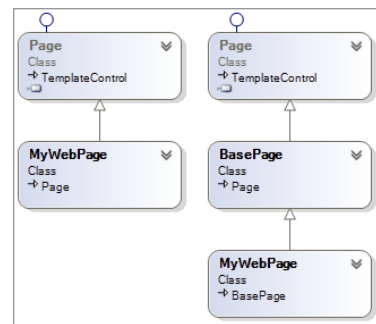 Page
Class
TemplateControl
MyWebPage
Class
Page
Page
Class
TemplateControl
BasePage
Class
Page
MyWebPage
Class
BasePage